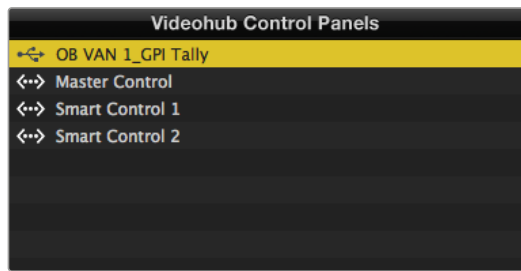 Videohub Control Panels
OB VAN 1_GPI Tally
Master Control
Smart Control 1
Smart Control 2